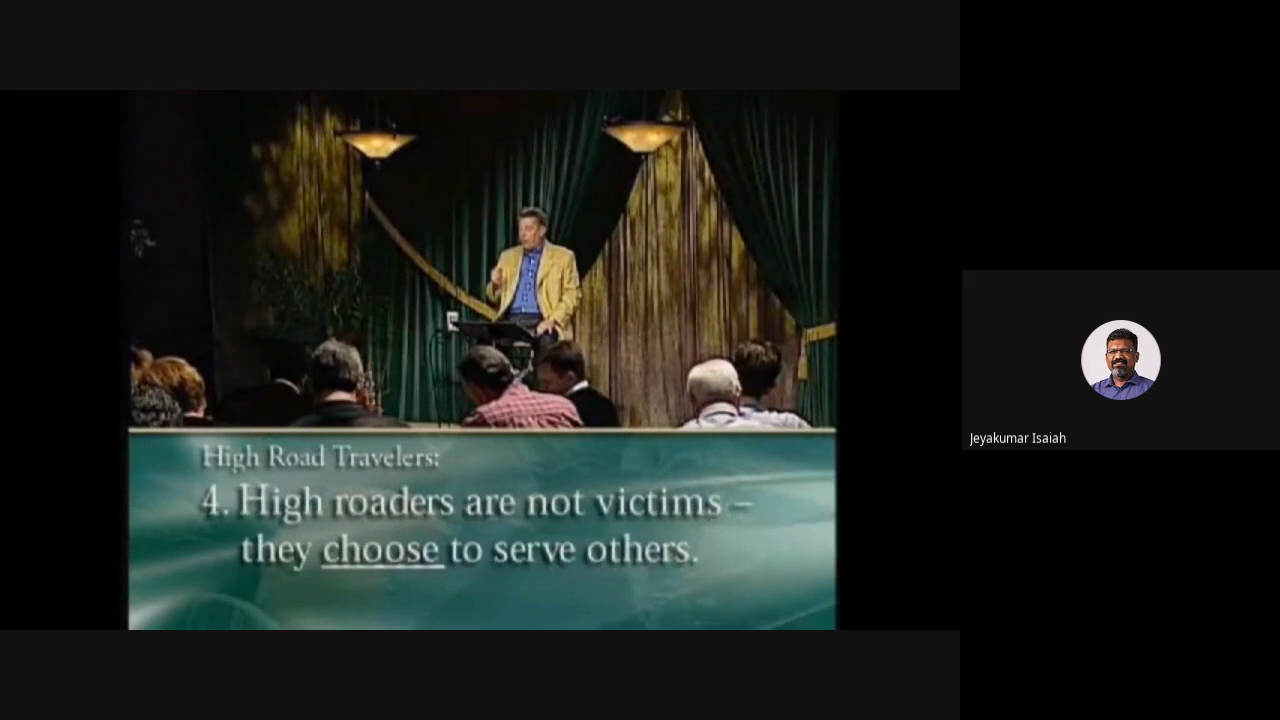 High Road Travelers:
4. High roaders are not victims –
they choose to serve others.
Jeyakumar Isaiah